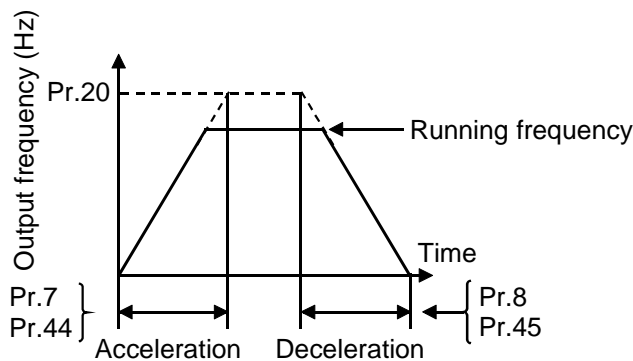 Output frequency (Hz)
Pr.20
Running frequency
Time
Pr.7
Pr.44
Pr.8
Pr.45
Acceleration
Deceleration